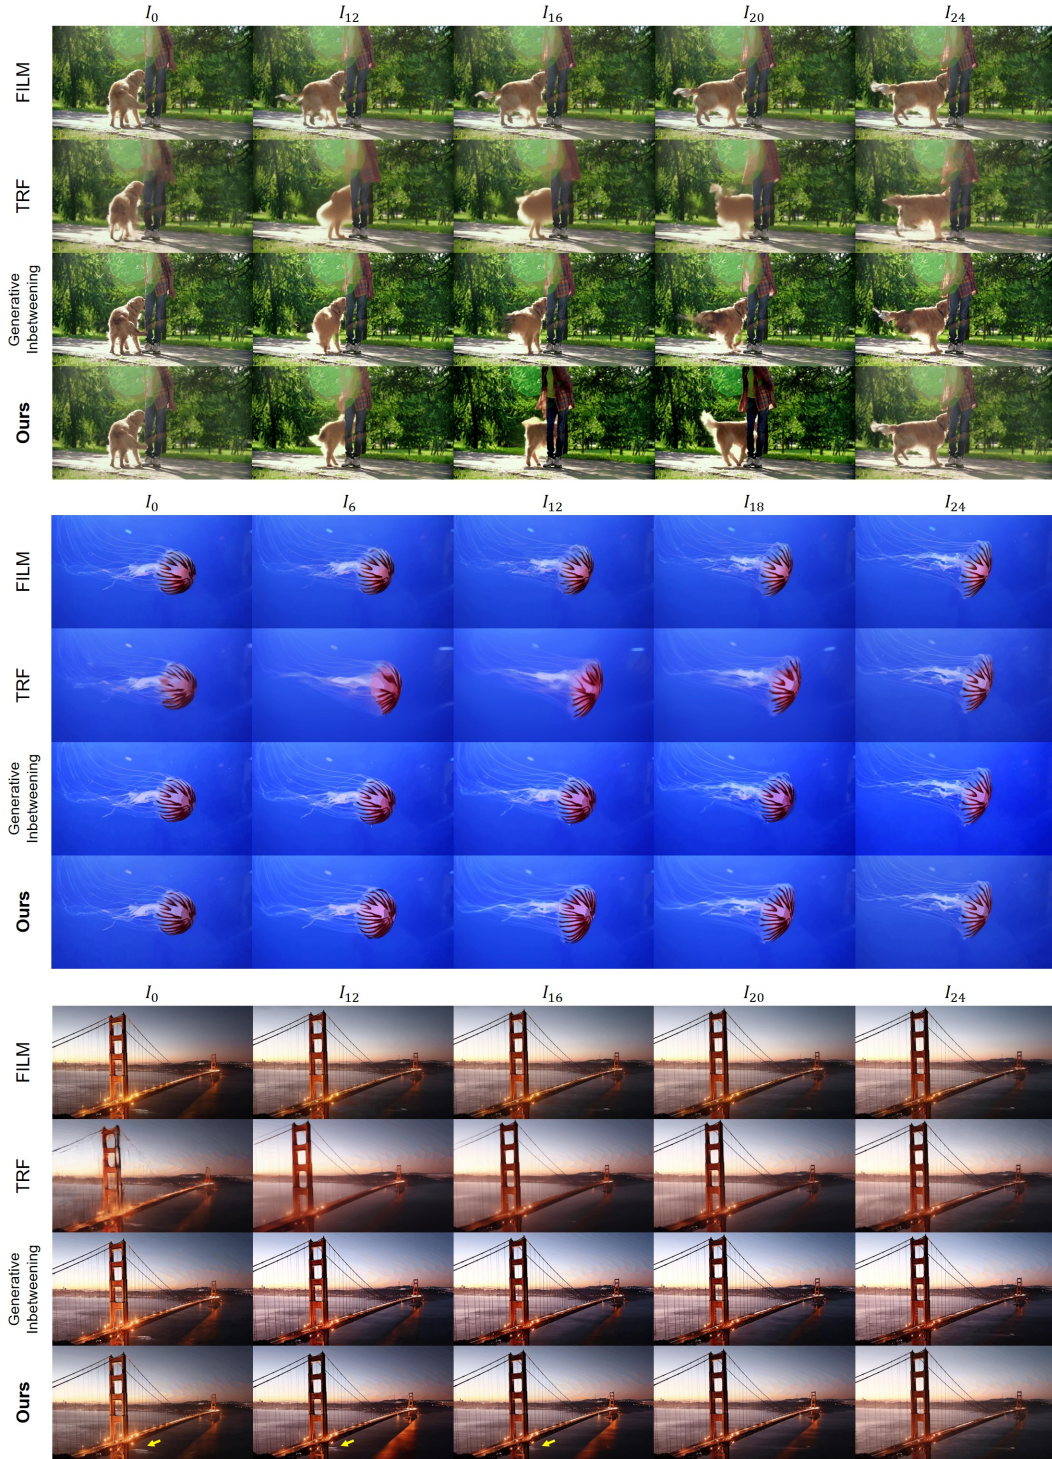 I₀ I₁₂ I₁₆ I₂₀ I₂₄
FILM
TRF
Generative
Inbetweening
Ours
I₀ I₆ I₁₂ I₁₈ I₂₄
FILM
TRF
Generative
Inbetweening
Ours
I₀ I₁₂ I₁₆ I₂₀ I₂₄
FILM
TRF
Generative
Inbetweening
Ours